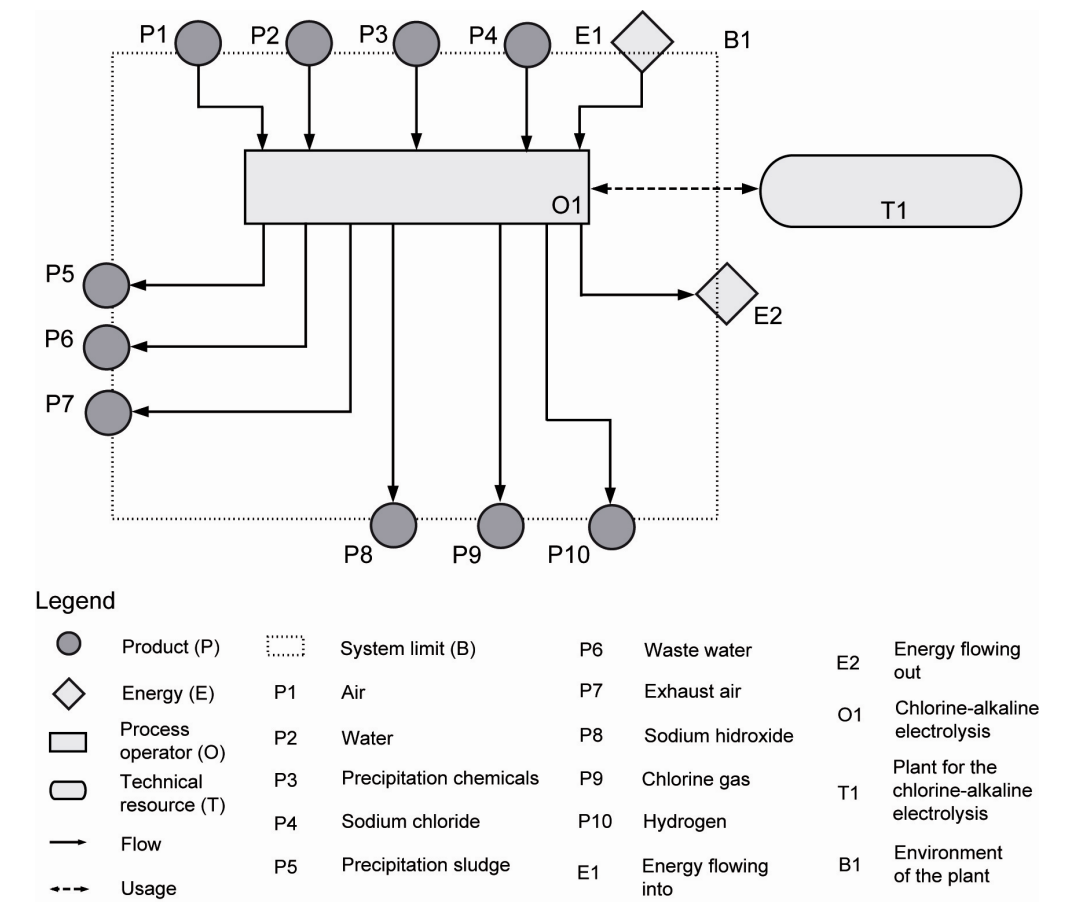 P1
P2
P3
P4
E1
B1
O1
T1
P5
P6
P7
E2
P8
P9
P10
Legend
Product (P)
Energy (E)
Process
operator (O)
Technical
resource (T)
Flow
Usage
System limit (B)
P1 Air
P2 Water
P3 Precipitation chemicals
P4 Sodium chloride
P5 Precipitation sludge
P6 Waste water
P7 Exhaust air
P8 Sodium hidroxide
P9 Chlorine gas
P10 Hydrogen
E1 Energy flowing
into
E2 Energy flowing
out
O1 Chlorine-alkaline
electrolysis
T1 Plant for the
chlorine-alkaline
electrolysis
B1 Environment
of the plant